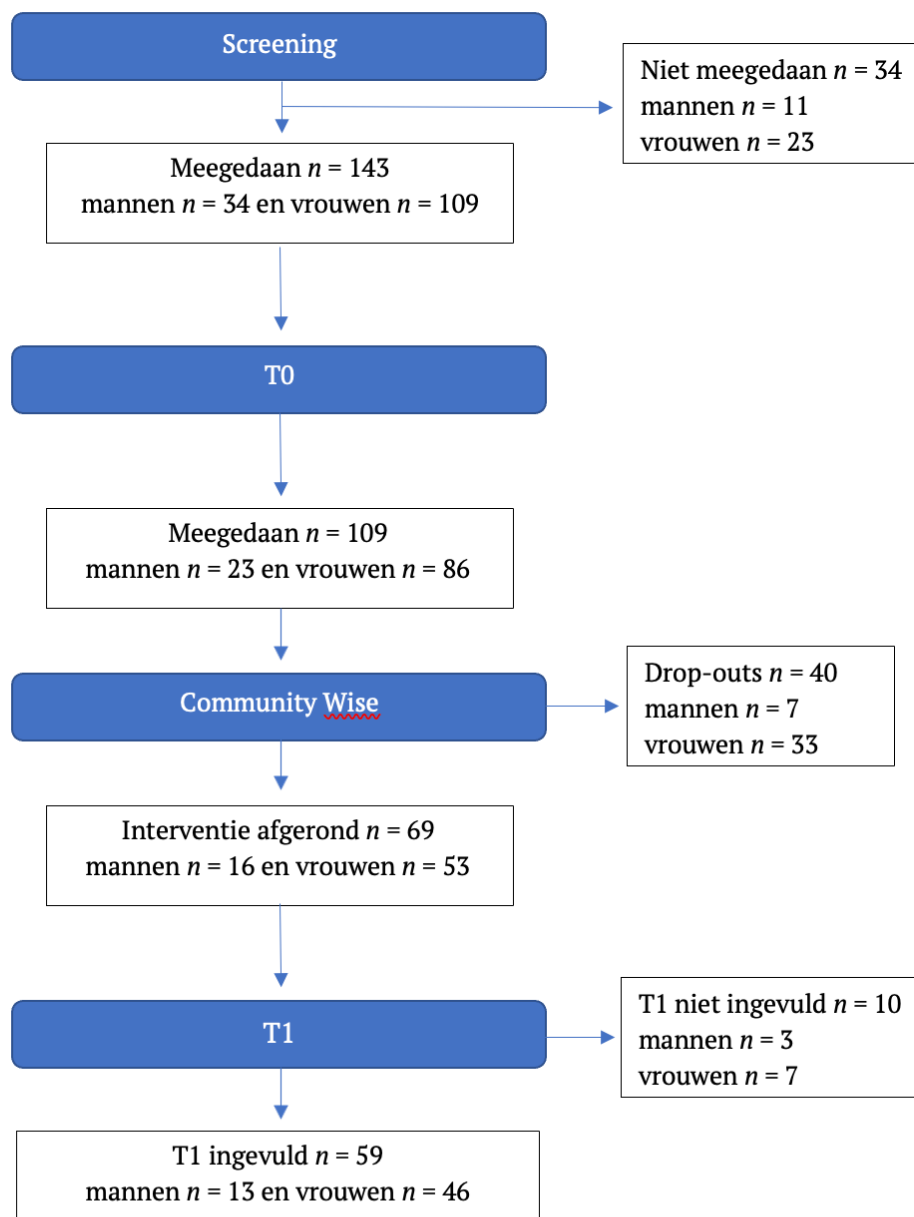 Screening
Niet meegedaan n = 34
mannen n = 11
vrouwen n = 23
Meegedaan n = 143
mannen n = 34 en vrouwen n = 109
T0
Meegedaan n = 109
mannen n = 23 en vrouwen n = 86
Community Wise
Drop-outs n = 40
mannen n = 7
vrouwen n = 33
Interventie afgerond n = 69
mannen n = 16 en vrouwen n = 53
T1
T1 niet ingevuld n = 10
mannen n = 3
vrouwen n = 7
T1 ingevuld n = 59
mannen n = 13 en vrouwen n = 46